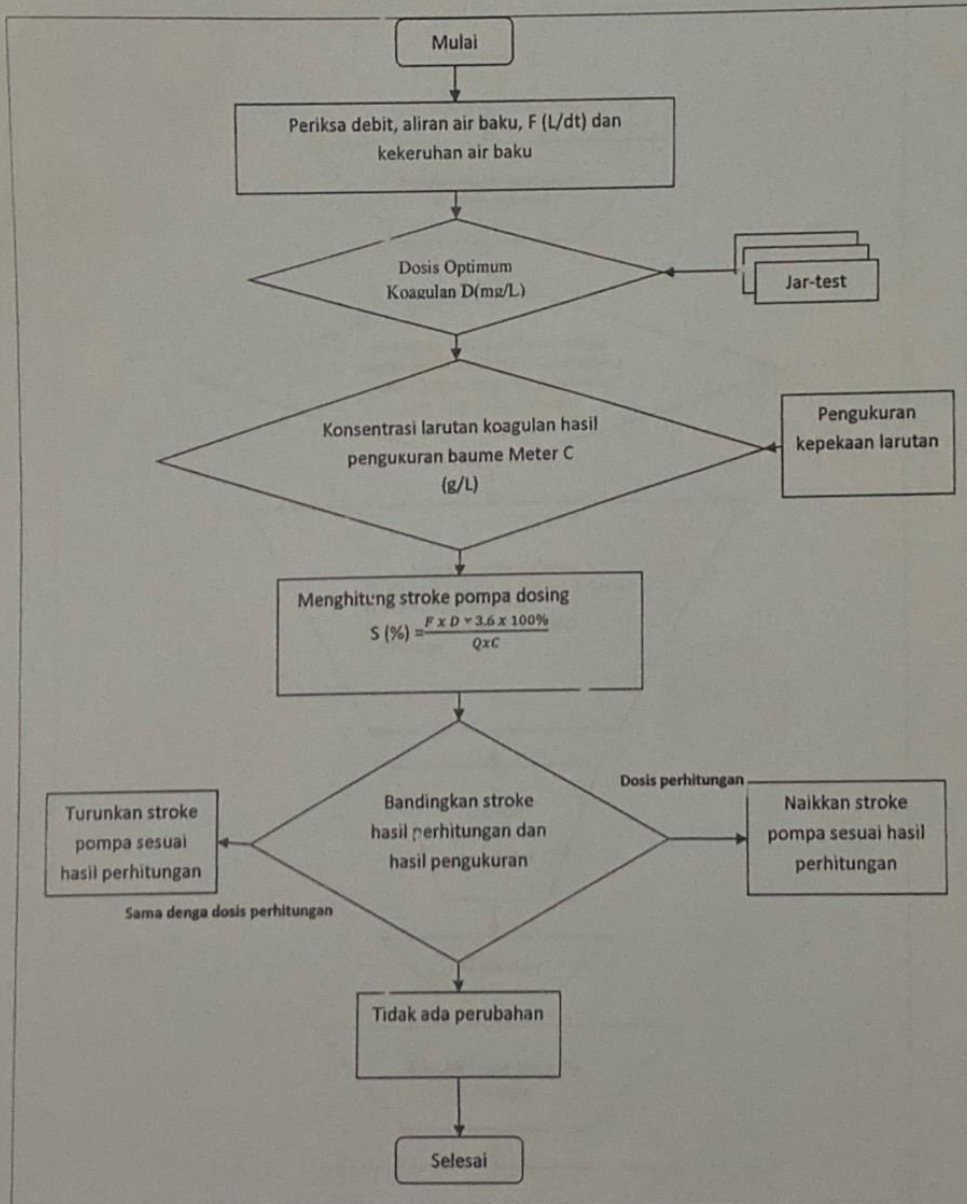 Mulai
Periksa debit, aliran air baku, F (L/dt) dan
kekeruhan air baku
Dosis Optimum
Koagulan D(mg/L)
Jar-test
Konsentrasi larutan koagulan hasil
pengukuran baume Meter C
(g/L)
Pengukuran
kepekaan larutan
Menghitung stroke pompa dosing
S (%) = F x D x 3.6 x 100%
QxC
Bandingkan stroke
hasil perhitungan dan
hasil pengukuran
Turunkan stroke
pompa sesuai
hasil perhitungan
Sama denga dosis perhitungan
Dosis perhitungan
Naikkan stroke
pompa sesuai hasil
perhitungan
Tidak ada perubahan
Selesai